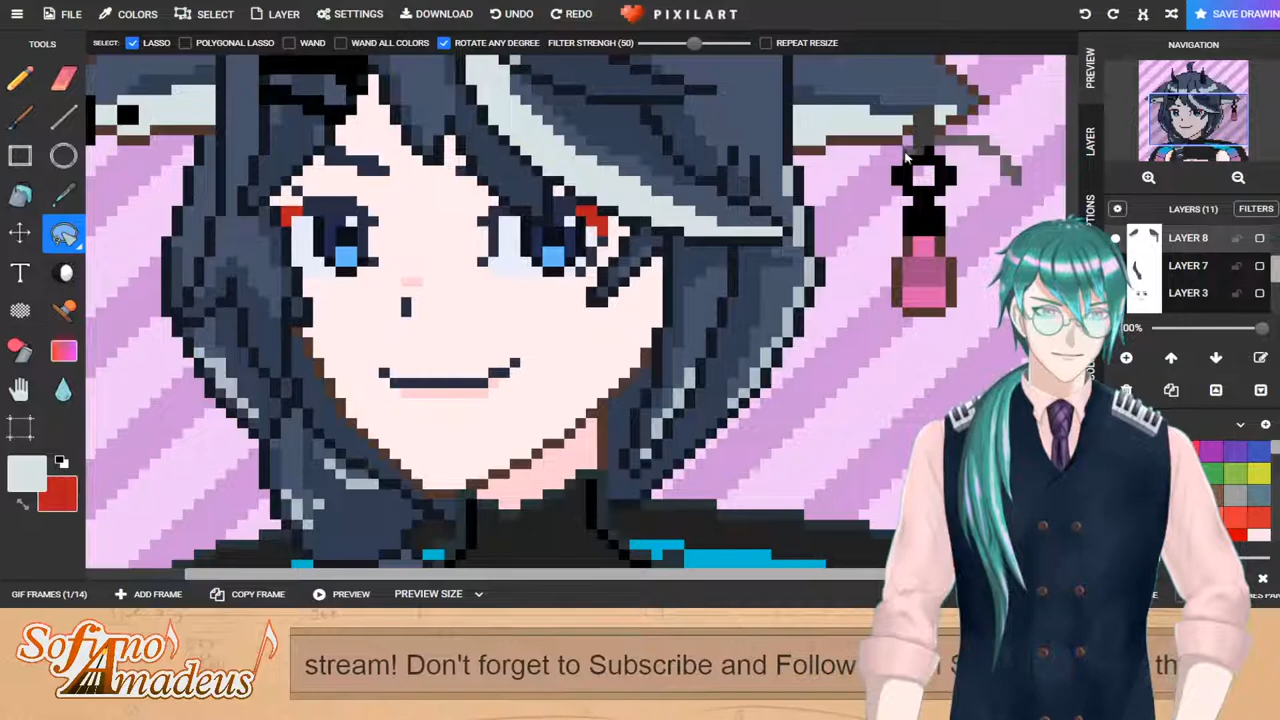 FILE COLORS SELECT LAYER SETTINGS DOWNLOAD UNDO REDO PIXILART SAVE DRAWIN
TOOLS SELECT: LASSO POLYGONAL LASSO WAND WAND ALL COLORS ROTATE ANY DEGREE FILTER STRENGH (50) REPEAT RESIZE NAVIGATION
PREVIEW
LAYER
LAYERS (11) FILTERS
LAYER 8
LAYER 7
LAYER 3
T
GIF FRAMES (1/14) ADD FRAME COPY FRAME PREVIEW PREVIEW SIZE
Sofiano
Amadeus
stream! Don't forget to Subscribe and Follow